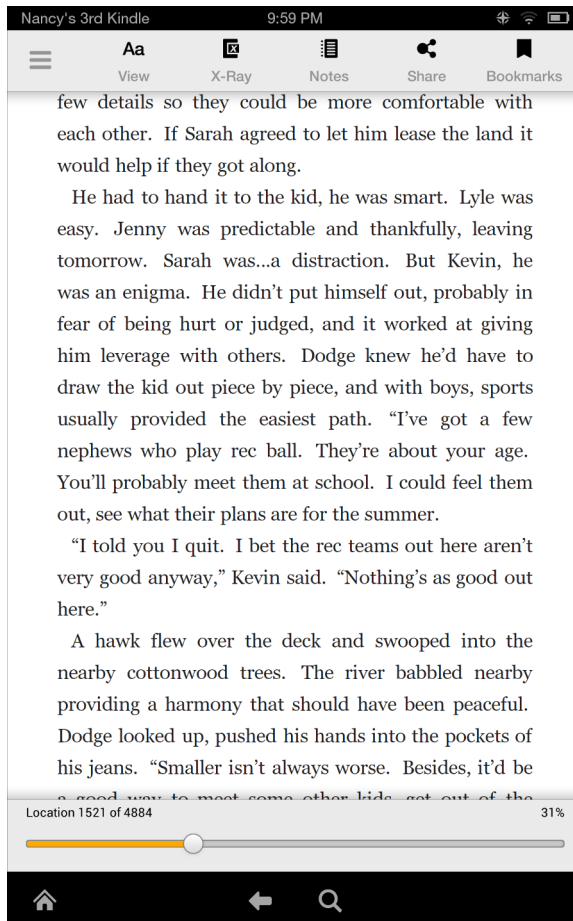 Nancy's 3rd Kindle 9:59 PM
Aa
View X-Ray Notes Share Bookmarks
few details so they could be more comfortable with
each other. If Sarah agreed to let him lease the land it
would help if they got along.
He had to hand it to the kid, he was smart. Lyle was
easy. Jenny was predictable and thankfully, leaving
tomorrow. Sarah was...a distraction. But Kevin, he
was an enigma. He didn’t put himself out, probably in
fear of being hurt or judged, and it worked at giving
him leverage with others. Dodge knew he’d have to
draw the kid out piece by piece, and with boys, sports
usually provided the easiest path. “I’ve got a few
nephews who play rec ball. They’re about your age.
You’ll probably meet them at school. I could feel them
out, see what their plans are for the summer.
“I told you I quit. I bet the rec teams out here aren’t
very good anyway,” Kevin said. “Nothing’s as good out
here.”
A hawk flew over the deck and swooped into the
nearby cottonwood trees. The river babbled nearby
providing a harmony that should have been peaceful.
Dodge looked up, pushed his hands into the pockets of
his jeans. “Smaller isn’t always worse. Besides, it’d be
a good way to meet some other kids, get out of the
Location 1521 of 4884 31%